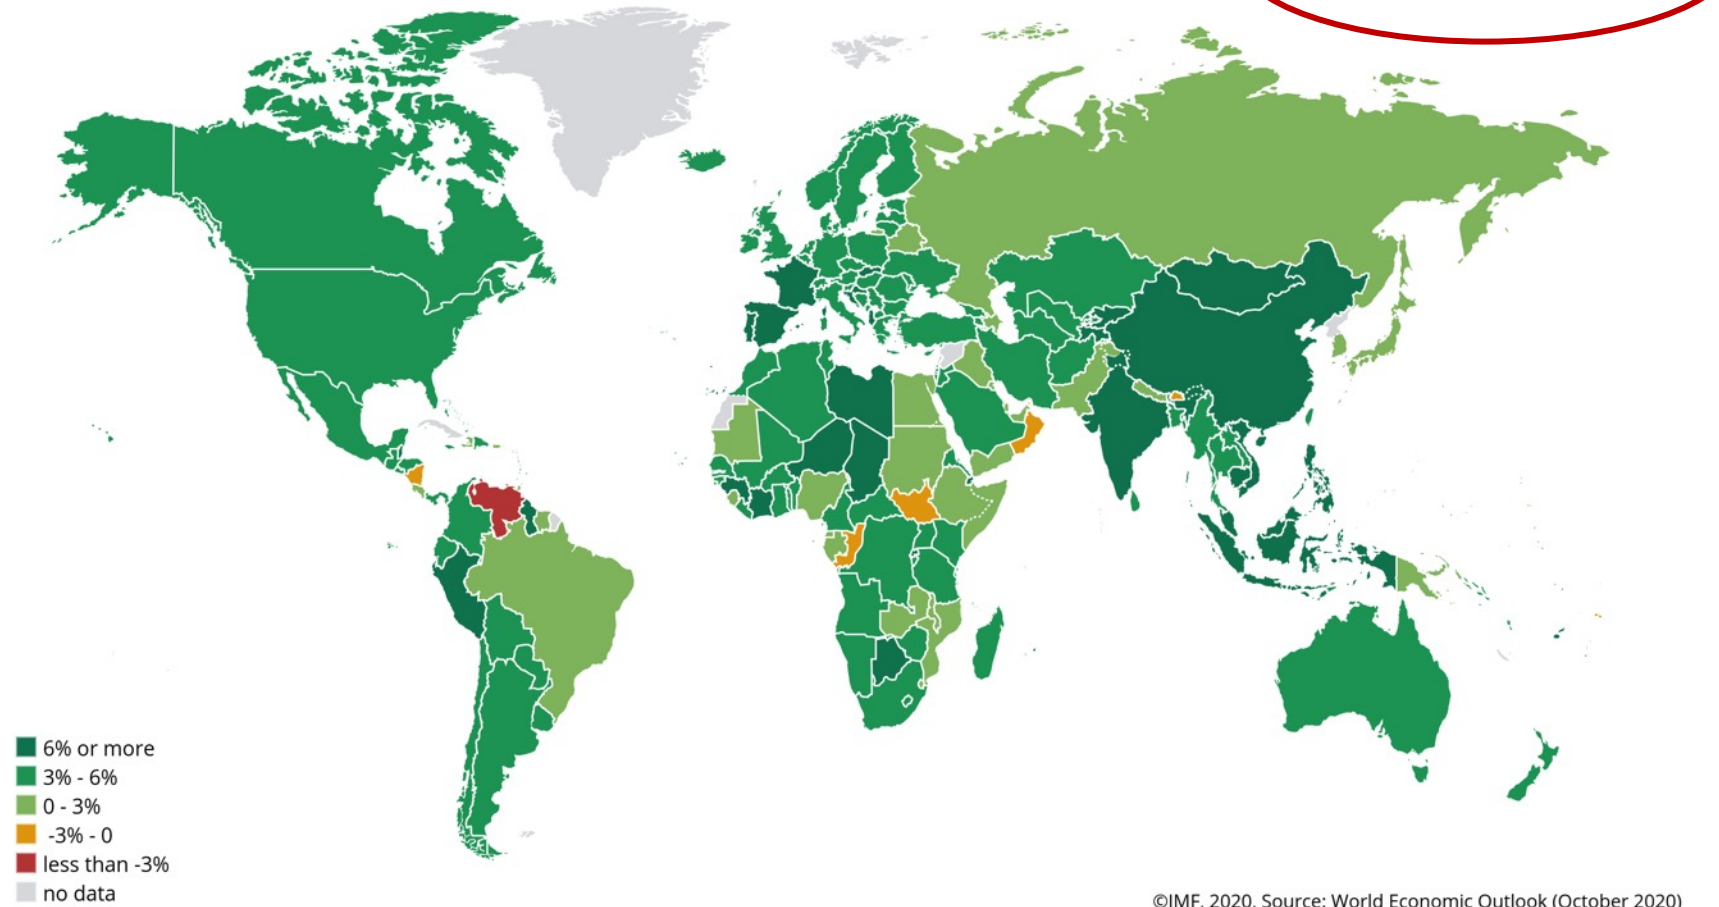 6% or more
3% - 6%
0 - 3%
-3% - 0
less than -3%
no data
©IMF, 2020, Source: World Economic Outlook (October 2020)